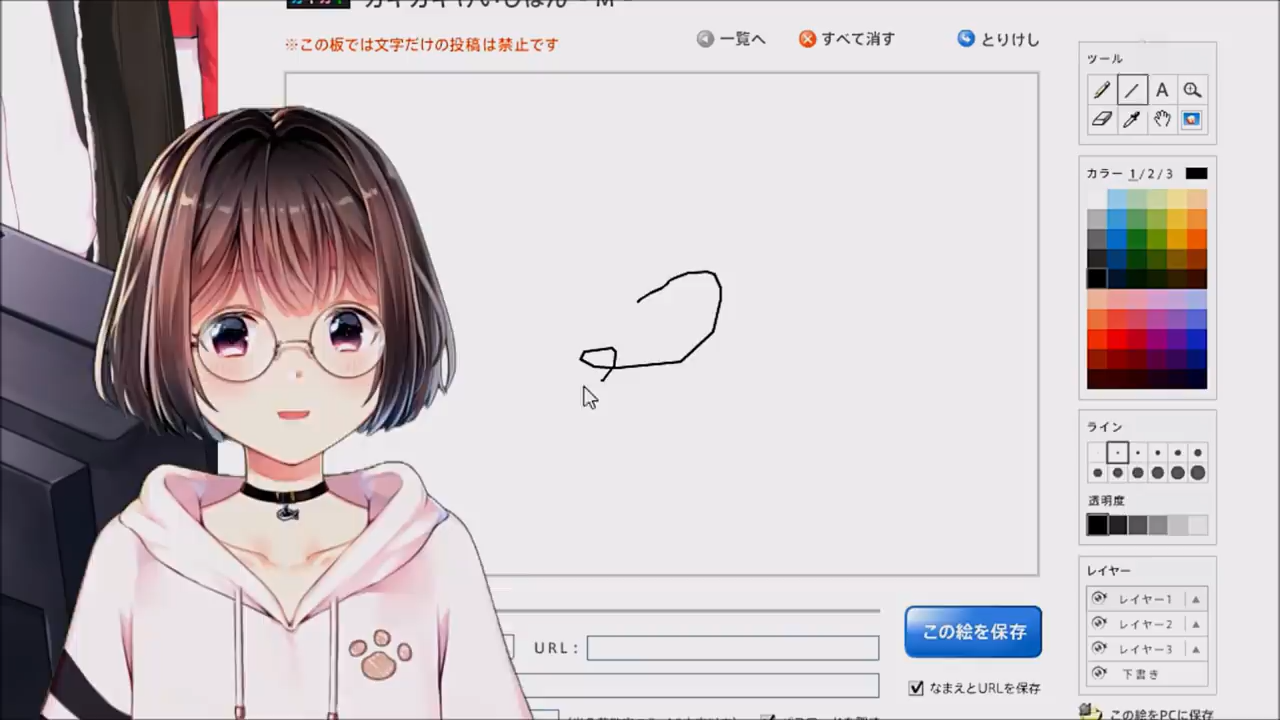 ※この板では文字だけの投稿は禁止です
一覧へ
すべて消す
とりけし
ツール
A
カラー 1/2/3
ライン
透明度
レイヤー
レイヤー1
レイヤー2
レイヤー3
下書き
URL:
この絵を保存
なまえとURLを保存
この絵をPCに保存